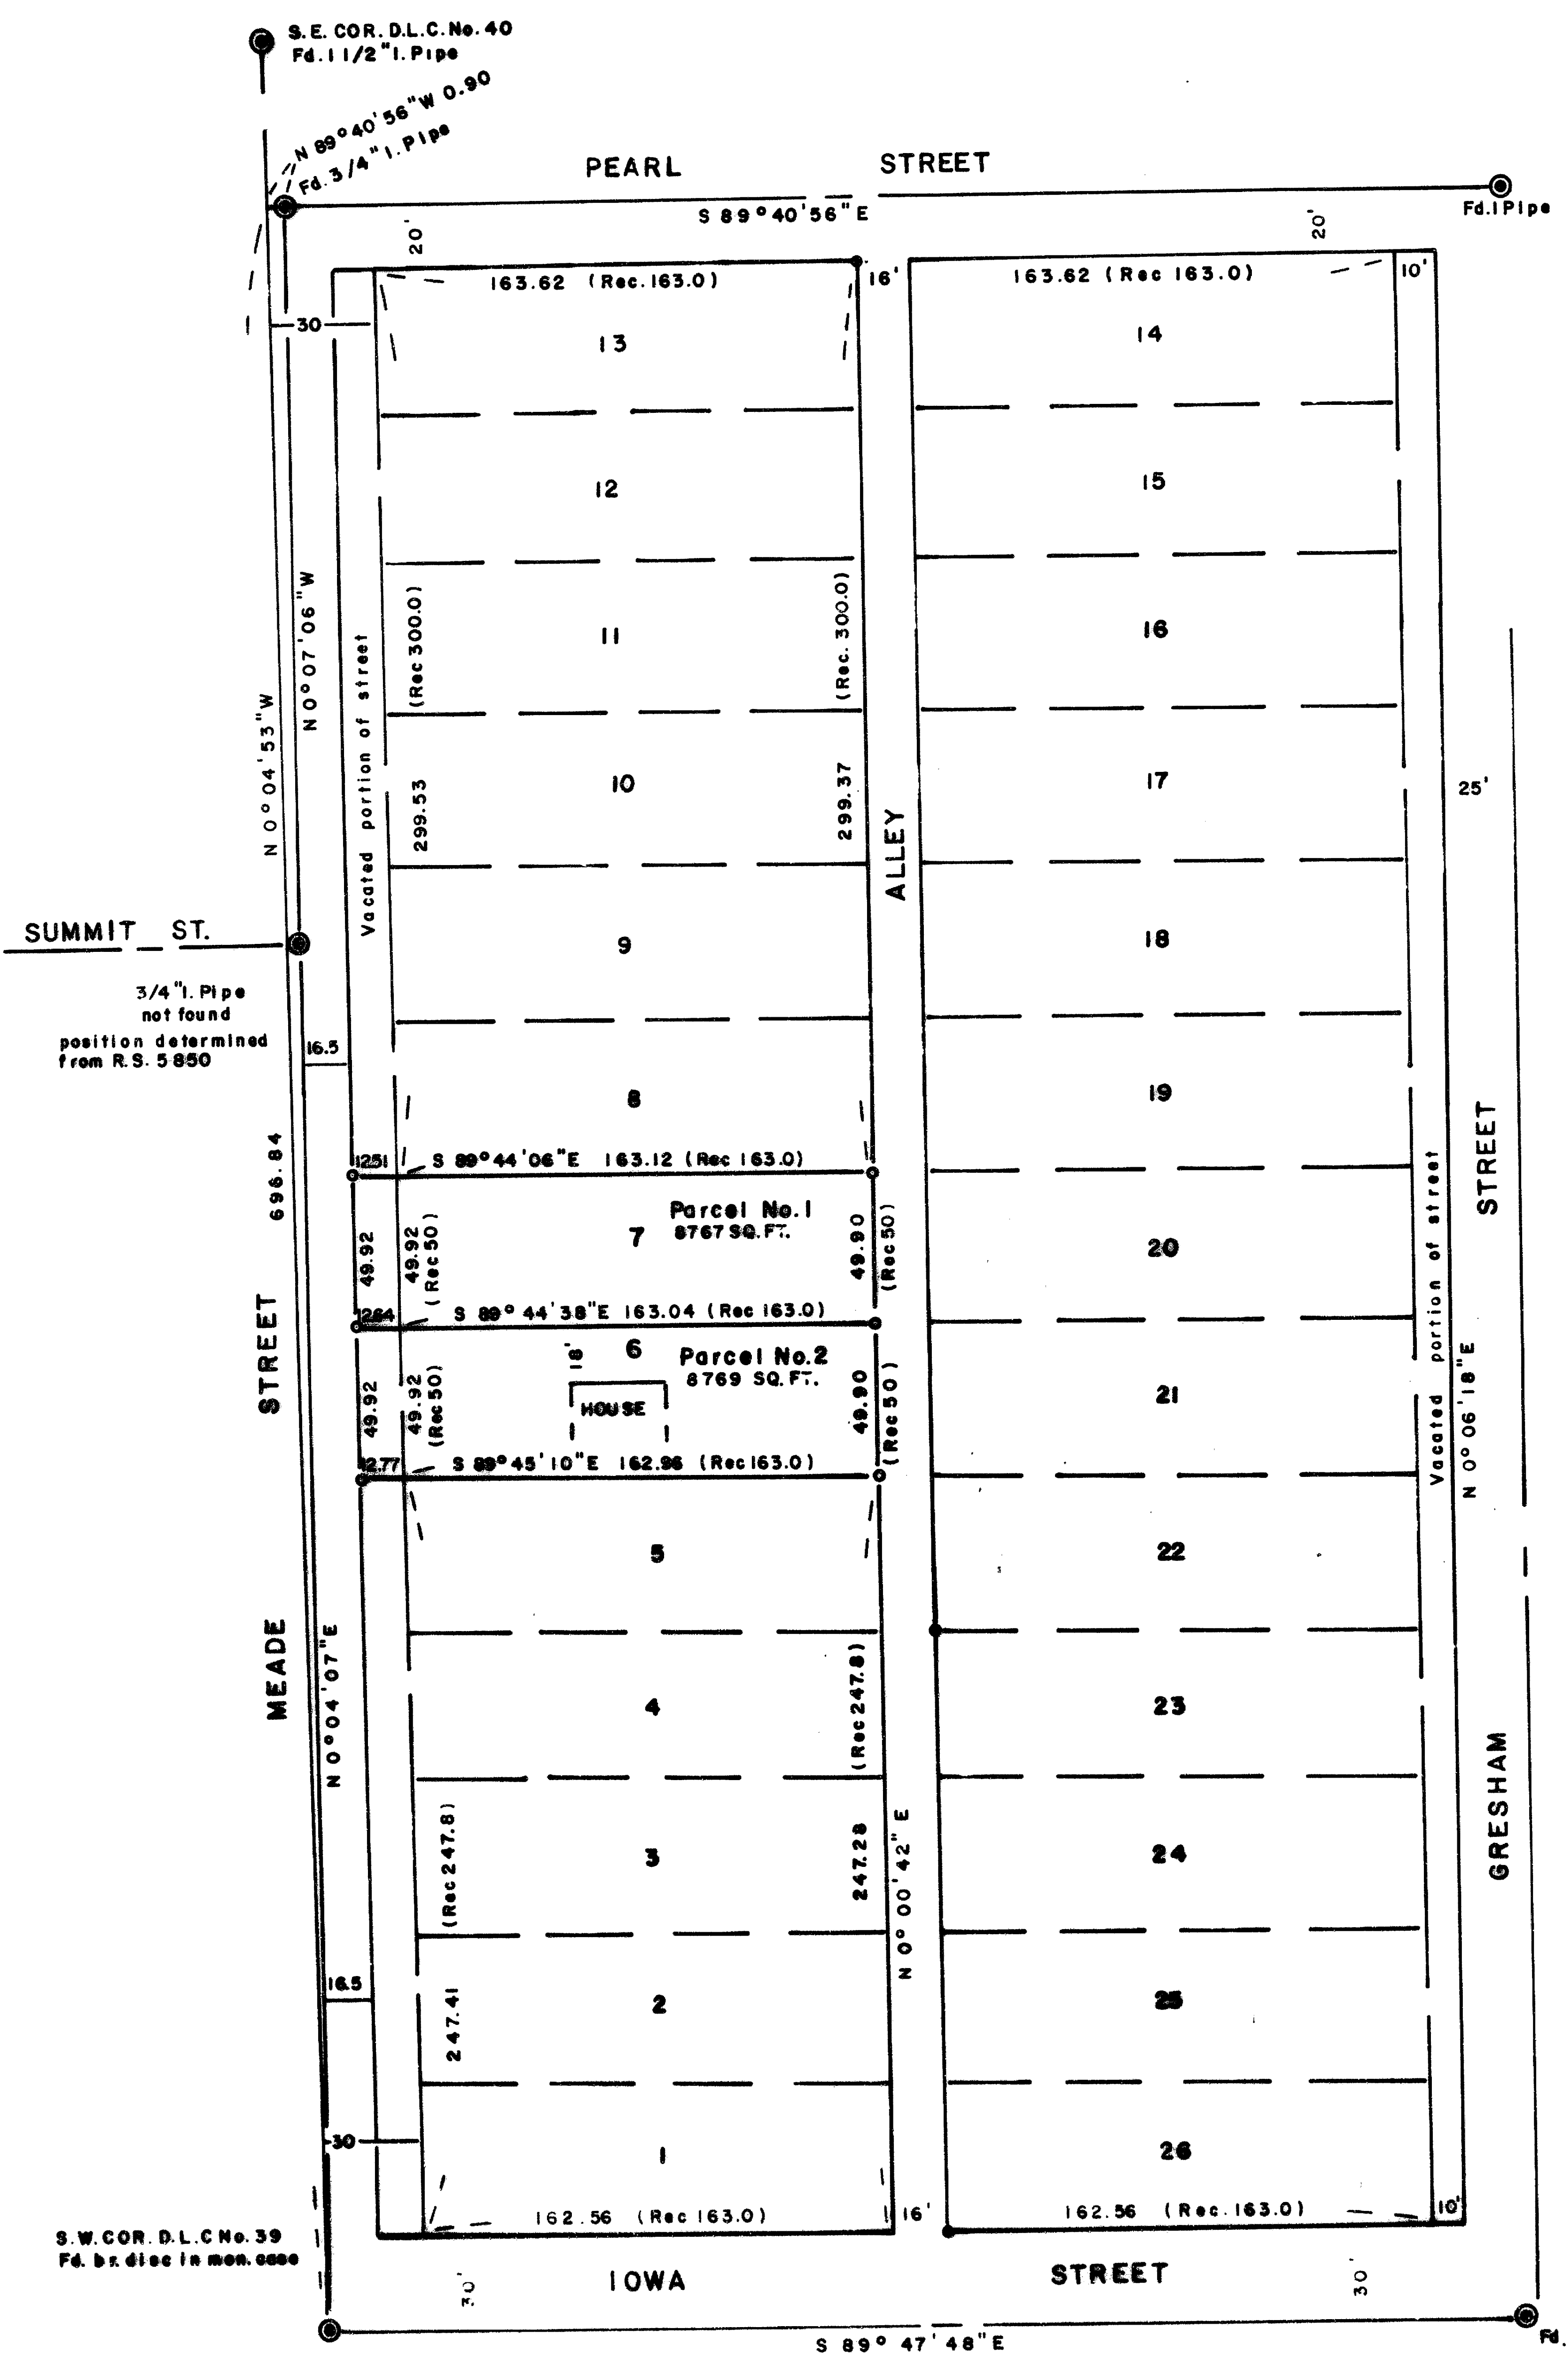 S.E. COR. D.L.C. No. 40
Fd. 1 1/2" I. Pipe
N 89°40'56"W 0.90
Fd. 3/4" I. Pipe
PEARL STREET
S 89°40'56"E
Fd. I Pipe
20'
20'
163.62 (Rec. 163.0)
16'
163.62 (Rec 163.0)
10'
30
13
14
12
15
N 0°07'06"W
(Rec 300.0)
11
(Rec. 300.0)
16
Vacated portion of street
N 0°04'53"W
299.53
10
299.37
ALLEY
17
25'
SUMMIT ST.
9
18
3/4" I. Pipe
not found
position determined
from R.S. 5850
16.5
8
19
696.84
12.51
S 89°44'06"E 163.12 (Rec 163.0)
Parcel No. 1
8767 SQ. FT.
7
49.92
49.92
(Rec 50)
49.90
(Rec 50)
20
STREET
Vacated portion of street
12.64
S 89°44'38"E 163.04 (Rec 163.0)
18'
6
Parcel No. 2
8769 SQ. FT.
HOUSE
49.92
49.92
(Rec 50)
49.90
(Rec 50)
21
N 0°06'18"E
STREET
12.77
S 89°45'10"E 162.96 (Rec 163.0)
5
22
MEADE
N 0°04'07"E
4
(Rec 247.8)
23
GRESHAM
(Rec 247.8)
3
247.28
N 0°00'42"E
24
16.5
247.41
2
25
30
1
26
162.56 (Rec 163.0)
16'
162.56 (Rec. 163.0)
10'
S.W. COR. D.L.C No. 39
Fd. br. disc in mon. case
30'
IOWA STREET
30'
S 89°47'48"E
Fd.